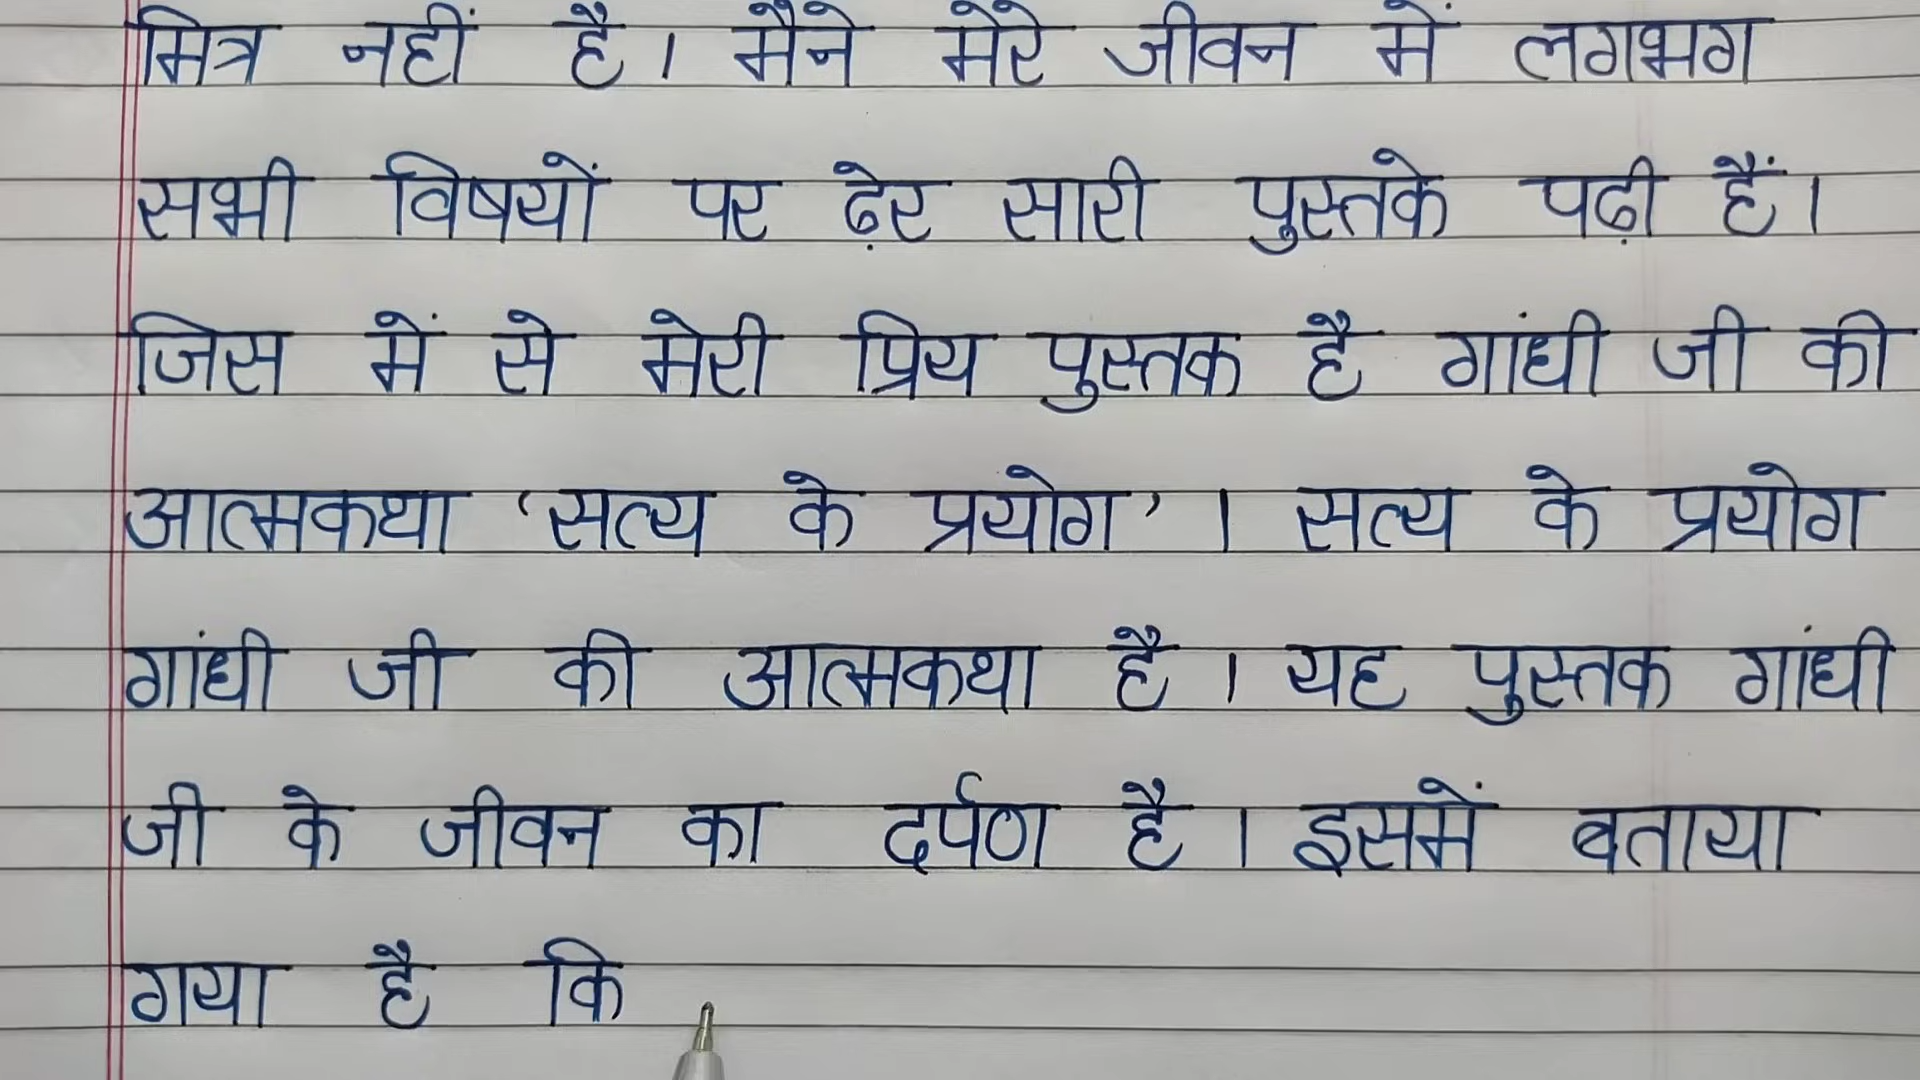 मित्र नहीं है। मैंने मेरे जीवन में लगभग
सभी विषयों पर ढ़ेर सारी पुस्तके पढ़ी हैं।
जिस में से मेरी प्रिय पुस्तक है गांधी जी की
आत्मकथा ‘सत्य के प्रयोग’। सत्य के प्रयोग
गांधी जी की आत्मकथा है। यह पुस्तक गांधी
जी के जीवन का दर्पण है। इसमें बताया
गया है कि